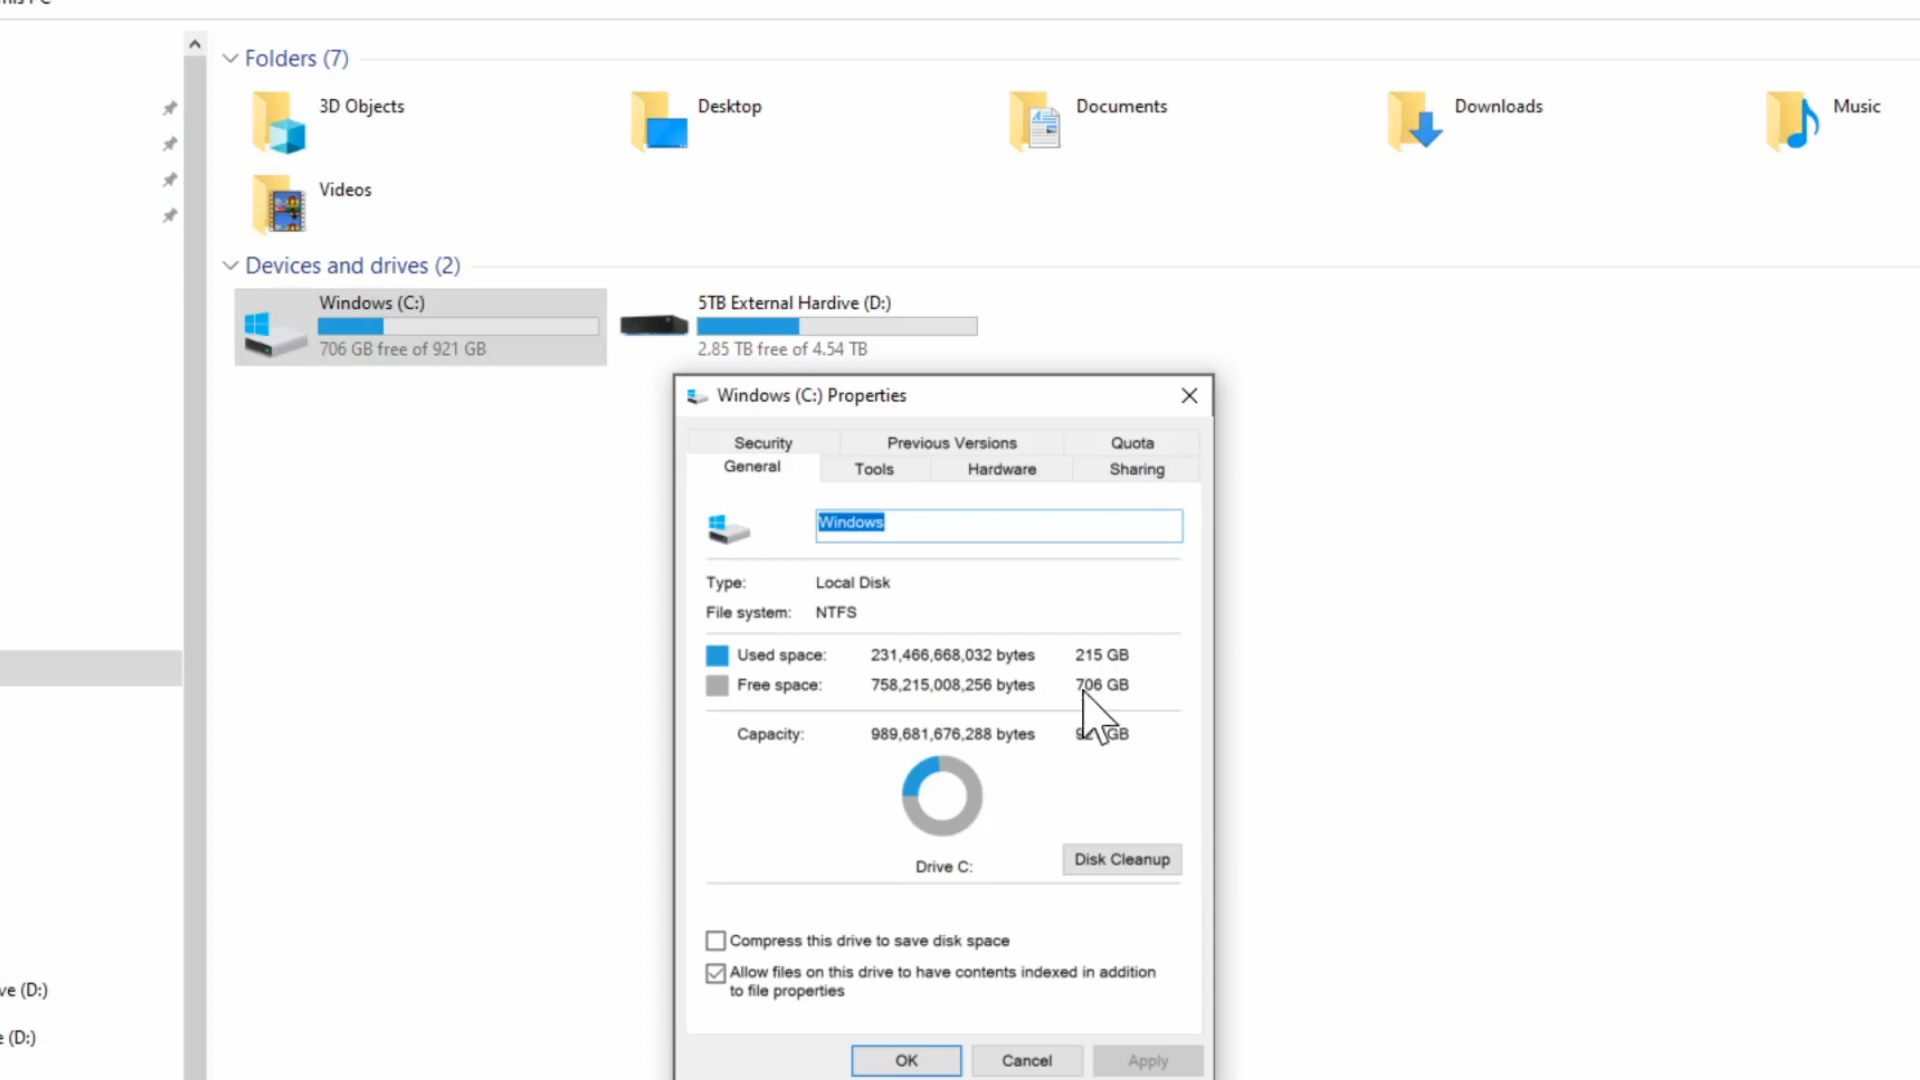 Folders (7)
3D Objects
Desktop
Documents
Downloads
Music
Videos
Devices and drives (2)
Windows (C:)
706 GB free of 921 GB
5TB External Hardive (D:)
2.85 TB free of 4.54 TB
Windows (C:) Properties
Security
Previous Versions
Quota
General
Tools
Hardware
Sharing
Windows
Type: Local Disk
File system: NTFS
Used space: 231,466,668,032 bytes 215 GB
Free space: 758,215,008,256 bytes 706 GB
Capacity: 989,681,676,288 bytes GB
Drive C:
Disk Cleanup
Compress this drive to save disk space
Allow files on this drive to have contents indexed in addition
to file properties
OK
Cancel
Apply
ve (D:)
e (D:)